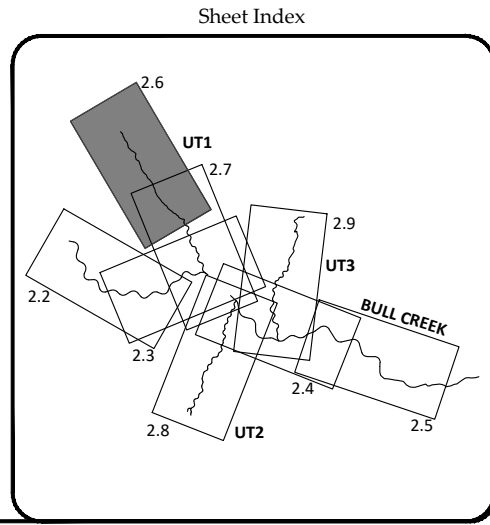 Sheet Index
2.6
UT1
2.7
2.9
UT3
2.2
BULL CREEK
2.3
2.4
2.8
UT2
2.5